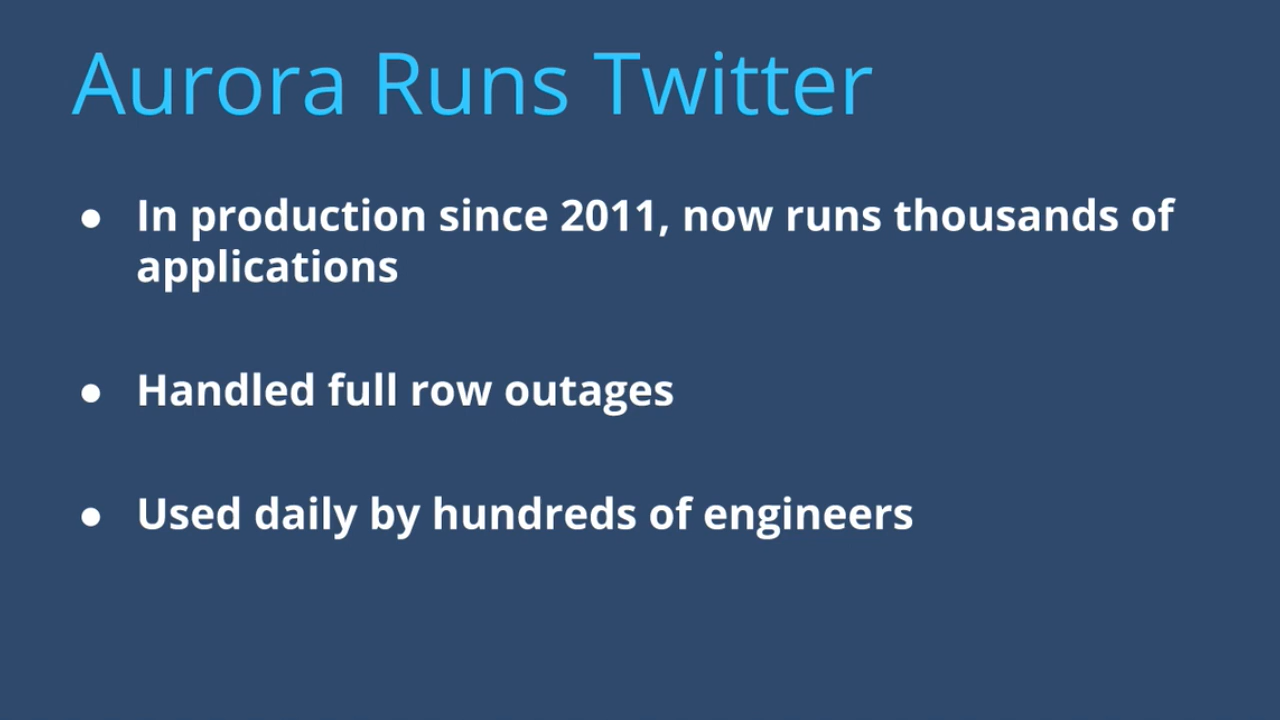 Aurora Runs Twitter
● In production since 2011, now runs thousands of
applications
● Handled full row outages
● Used daily by hundreds of engineers